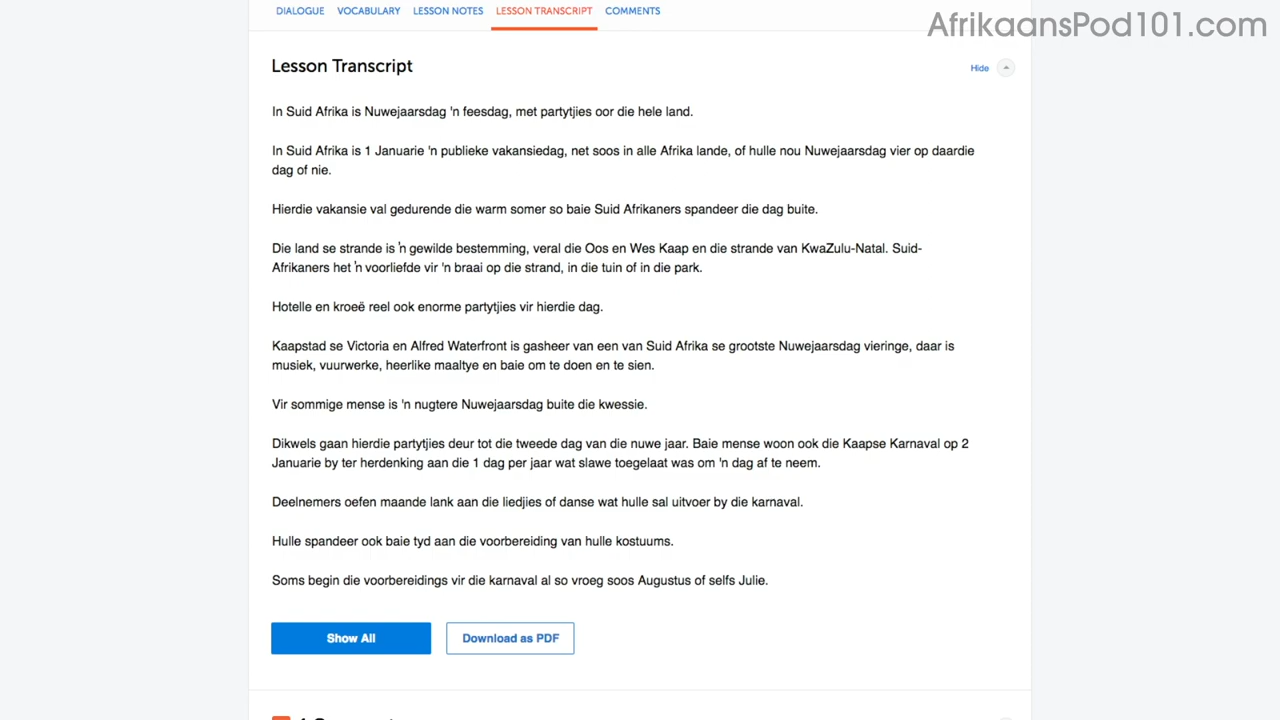 AfrikaansPod101.com
DIALOGUE VOCABULARY LESSON NOTES LESSON TRANSCRIPT COMMENTS
Lesson Transcript
Hide
In Suid Afrika is Nuwejaarsdag 'n feesdag, met partytjies oor die hele land.
In Suid Afrika is 1 Januarie 'n publieke vakansiedag, net soos in alle Afrika lande, of hulle nou Nuwejaarsdag vier op daardie
dag of nie.
Hierdie vakansie val gedurende die warm somer so baie Suid Afrikaners spandeer die dag buite.
Die land se strande is 'n gewilde bestemming, veral die Oos en Wes Kaap en die strande van KwaZulu-Natal. Suid-
Afrikaners het 'n voorliefde vir 'n braai op die strand, in die tuin of in die park.
Hotelle en kroeë reel ook enorme partytjies vir hierdie dag.
Kaapstad se Victoria en Alfred Waterfront is gasheer van een van Suid Afrika se grootste Nuwejaarsdag vieringe, daar is
musiek, vuurwerke, heerlike maaltye en baie om te doen en te sien.
Vir sommige mense is 'n nugtere Nuwejaarsdag buite die kwessie.
Dikwels gaan hierdie partytjies deur tot die tweede dag van die nuwe jaar. Baie mense woon ook die Kaapse Karnaval op 2
Januarie by ter herdenking aan die 1 dag per jaar wat slawe toegelaat was om 'n dag af te neem.
Deelnemers oefen maande lank aan die liedjies of danse wat hulle sal uitvoer by die karnaval.
Hulle spandeer ook baie tyd aan die voorbereiding van hulle kostuums.
Soms begin die voorbereidings vir die karnaval al so vroeg soos Augustus of selfs Julie.
Show All Download as PDF